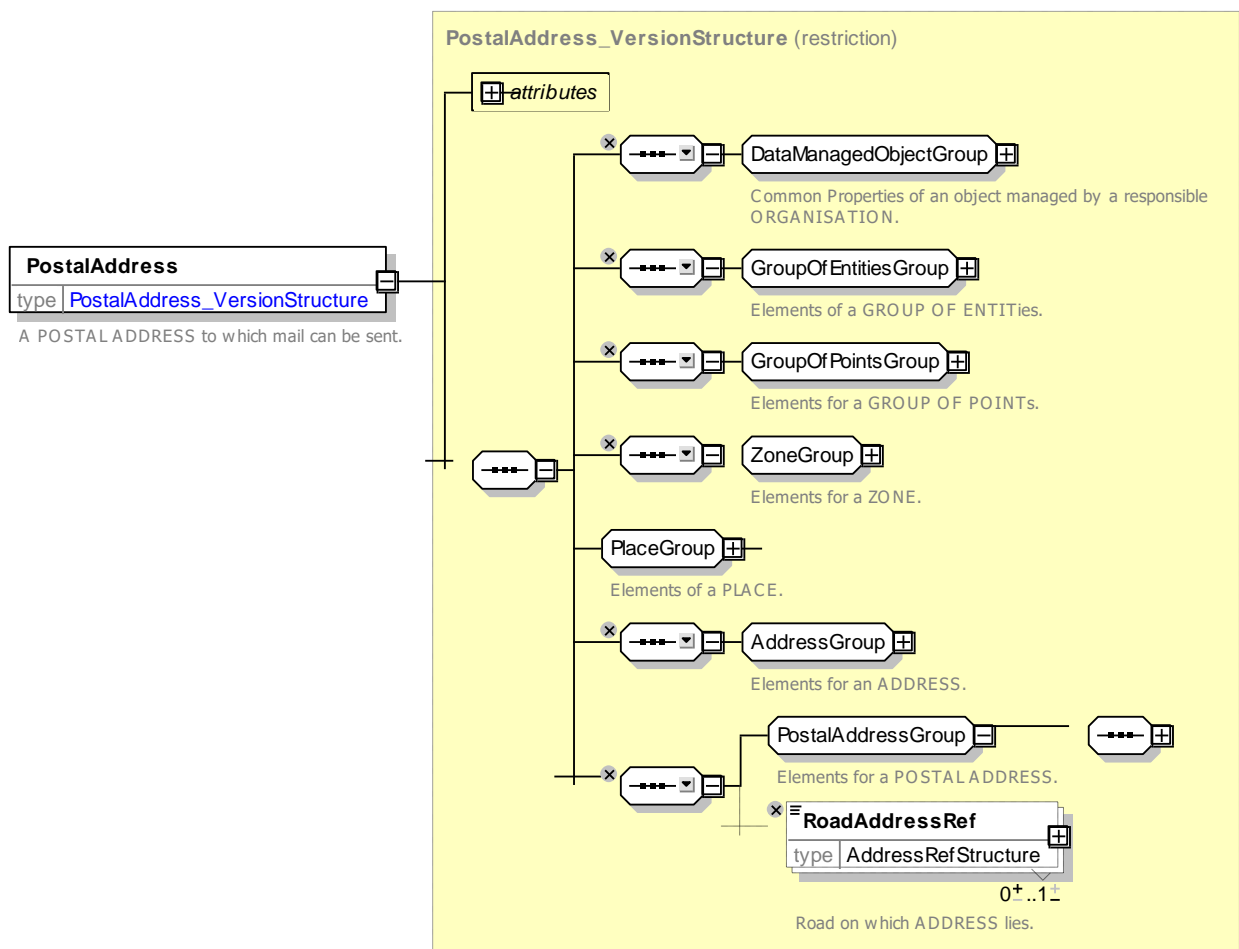 PostalAddress_VersionStructure (restriction)
attributes
DataManagedObjectGroup
Common Properties of an object managed by a responsible
ORGANISATION.
PostalAddress
type PostalAddress_VersionStructure
A POSTAL ADDRESS to which mail can be sent.
GroupOfEntitiesGroup
Elements of a GROUP OF ENTITies.
GroupOfPointsGroup
Elements for a GROUP OF POINTs.
ZoneGroup
Elements for a ZONE.
PlaceGroup
Elements of a PLACE.
AddressGroup
Elements for an ADDRESS.
PostalAddressGroup
Elements for a POSTAL ADDRESS.
RoadAddressRef
type AddressRefStructure
0±..1±
Road on which ADDRESS lies.